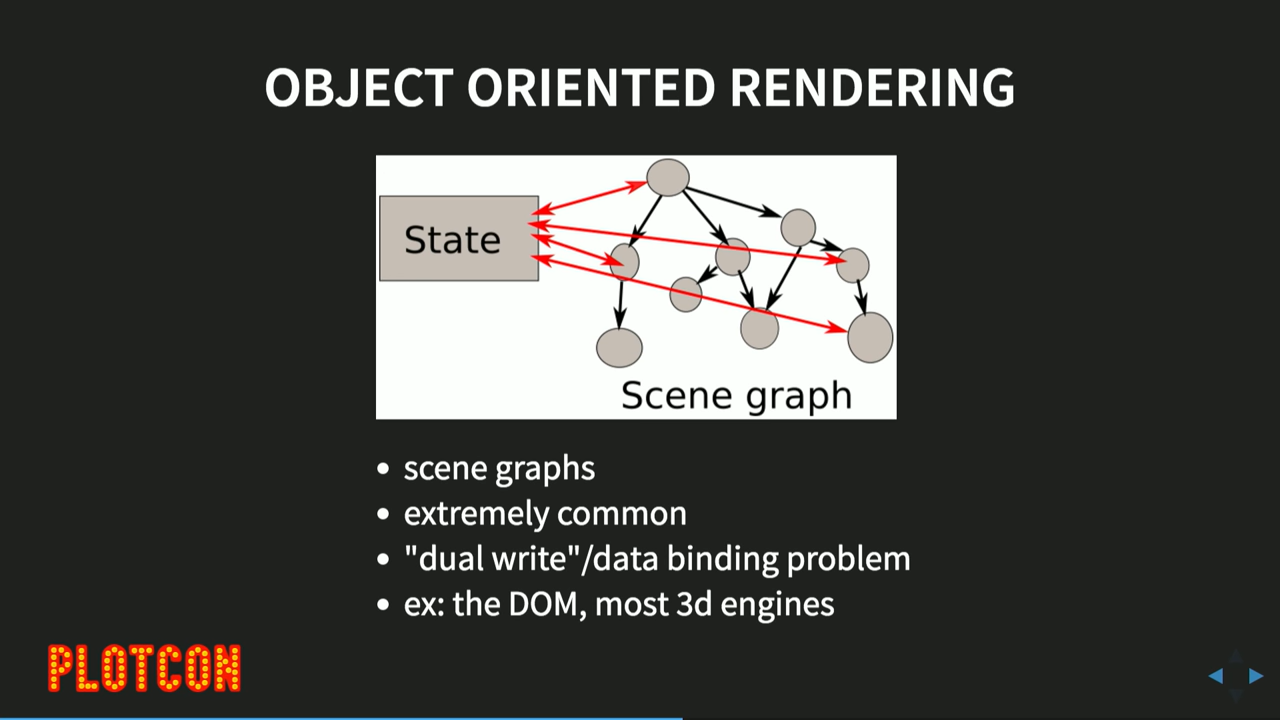 OBJECT ORIENTED RENDERING
State
Scene graph
• scene graphs
• extremely common
• "dual write"/data binding problem
• ex: the DOM, most 3d engines
PLOTCON